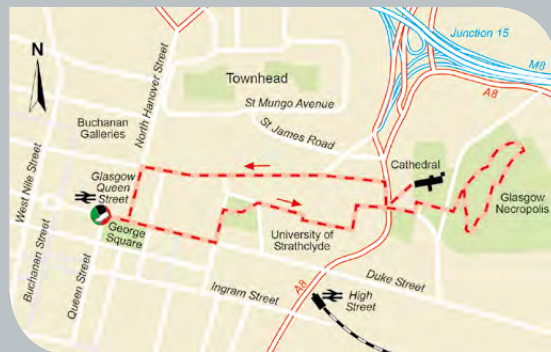 Junction 15
M8
A8
N
Townhead
North Hanover Street
St Mungo Avenue
St James Road
Buchanan
Galleries
Cathedral
West Nile Street
Glasgow
Queen
Street
Glasgow
Necropolis
George
Square
University of
Strathclyde
Buchanan Street
Queen Street
Ingram Street
Duke Street
A8
High
Street